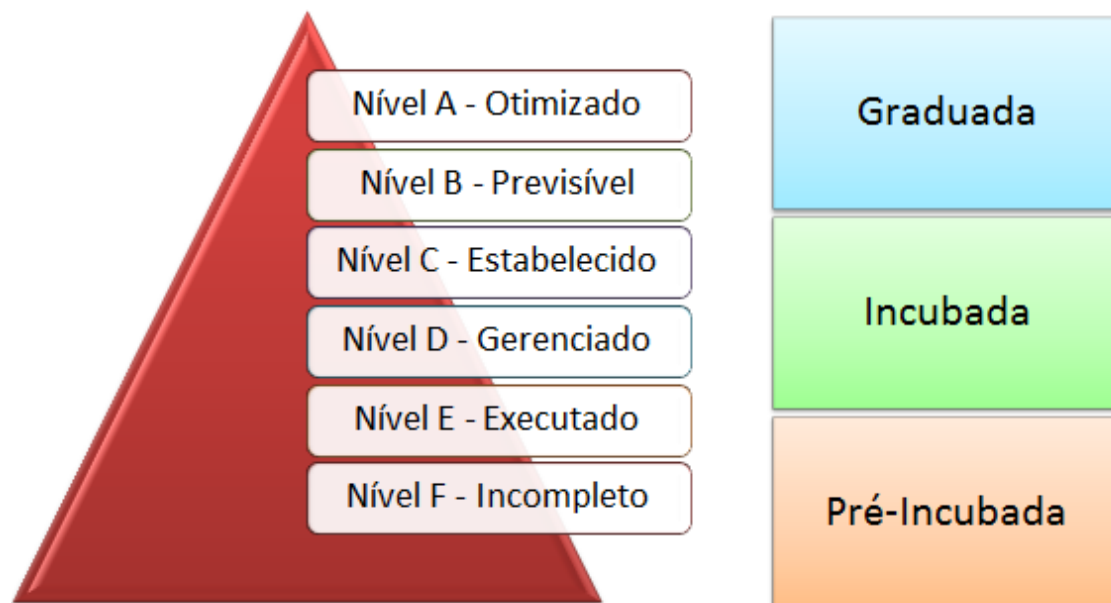 Nível A - Otimizado
Nível B - Previsível
Nível C - Estabelecido
Nível D - Gerenciado
Nível E - Executado
Nível F - Incompleto
Graduada
Incubada
Pré-Incubada